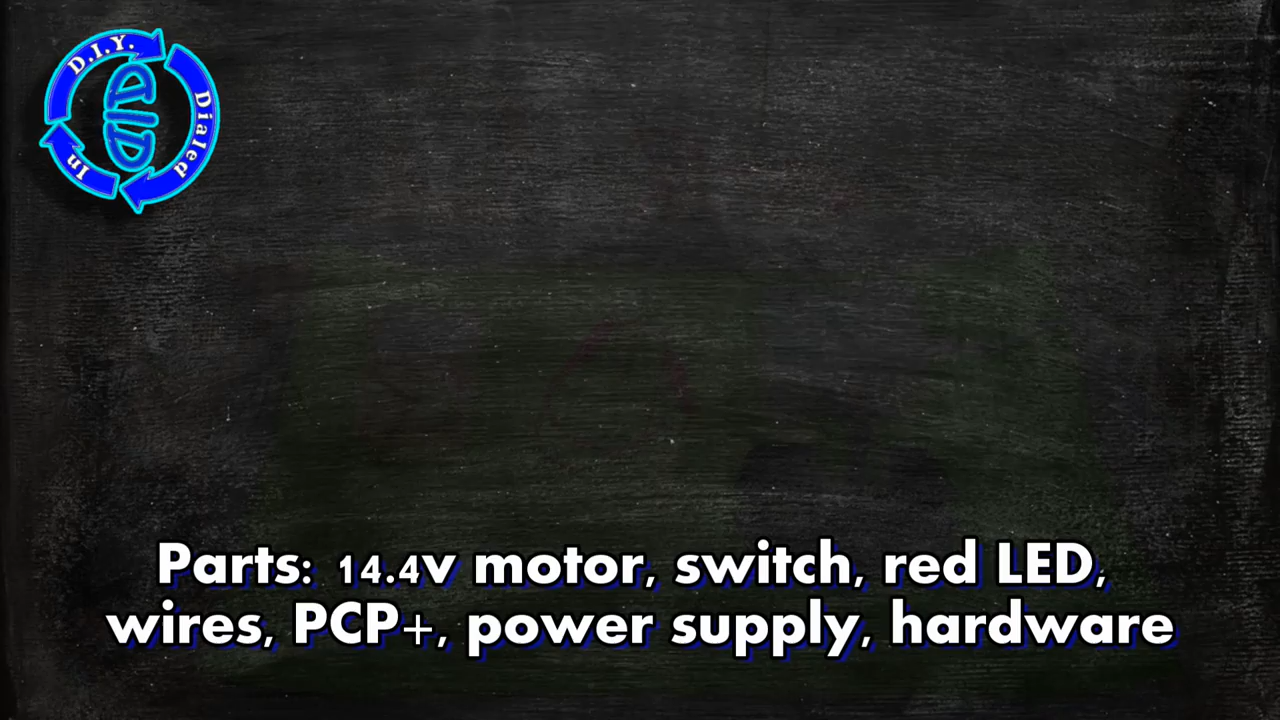 D.I.Y.
Dialed
In
Parts: 14.4v motor, switch, red LED,
wires, PCP+, power supply, hardware